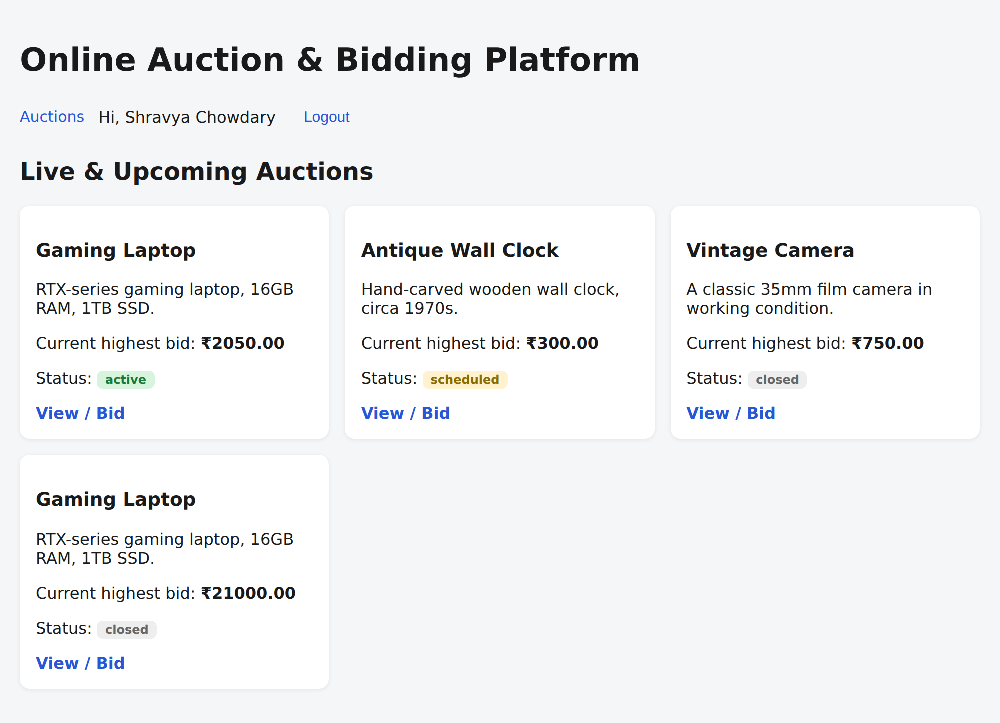 Online Auction & Bidding Platform
Auctions Hi, Shravya Chowdary Logout
Live & Upcoming Auctions
Gaming Laptop
RTX-series gaming laptop, 16GB
RAM, 1TB SSD.
Current highest bid: ₹2050.00
Status: active
View / Bid
Antique Wall Clock
Hand-carved wooden wall clock,
circa 1970s.
Current highest bid: ₹300.00
Status: scheduled
View / Bid
Vintage Camera
A classic 35mm film camera in
working condition.
Current highest bid: ₹750.00
Status: closed
View / Bid
Gaming Laptop
RTX-series gaming laptop, 16GB
RAM, 1TB SSD.
Current highest bid: ₹21000.00
Status: closed
View / Bid